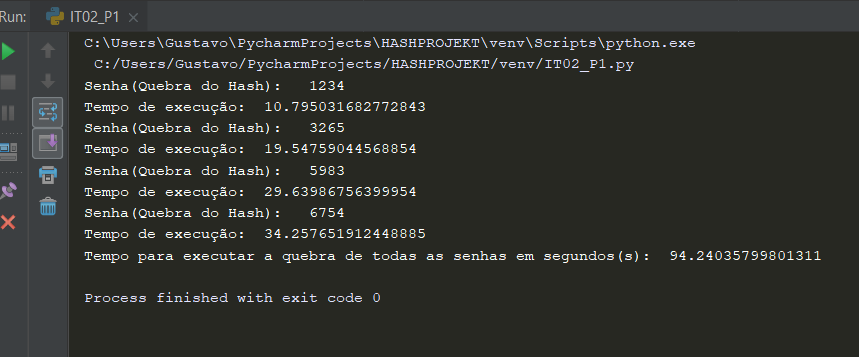 Run: IT02_P1 ×
C:\Users\Gustavo\PycharmProjects\HASHPROJEKT\venv\Scripts\python.exe
C:/Users/Gustavo/PycharmProjects/HASHPROJEKT/venv/IT02_P1.py
Senha(Quebra do Hash):   1234
Tempo de execução:  10.795031682772843
Senha(Quebra do Hash):   3265
Tempo de execução:  19.54759044568854
Senha(Quebra do Hash):   5983
Tempo de execução:  29.63986756399954
Senha(Quebra do Hash):   6754
Tempo de execução:  34.257651912448885
Tempo para executar a quebra de todas as senhas em segundos(s):  94.24035799801311
Process finished with exit code 0